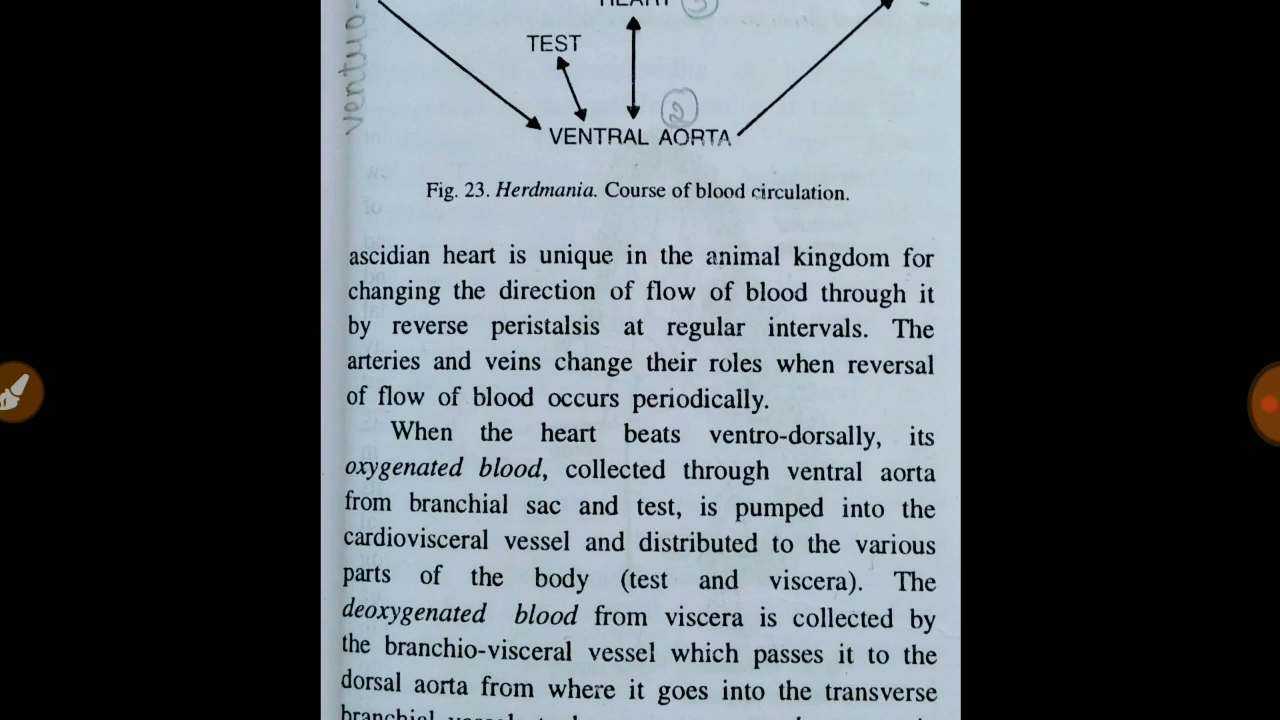 HEART 3
ventro-
TEST
2
VENTRAL AORTA
Fig. 23. Herdmania. Course of blood circulation.
ascidian heart is unique in the animal kingdom for
changing the direction of flow of blood through it
by reverse peristalsis at regular intervals. The
arteries and veins change their roles when reversal
of flow of blood occurs periodically.
When the heart beats ventro-dorsally, its
oxygenated blood, collected through ventral aorta
from branchial sac and test, is pumped into the
cardiovisceral vessel and distributed to the various
parts of the body (test and viscera). The
deoxygenated blood from viscera is collected by
the branchio-visceral vessel which passes it to the
dorsal aorta from where it goes into the transverse
branchial